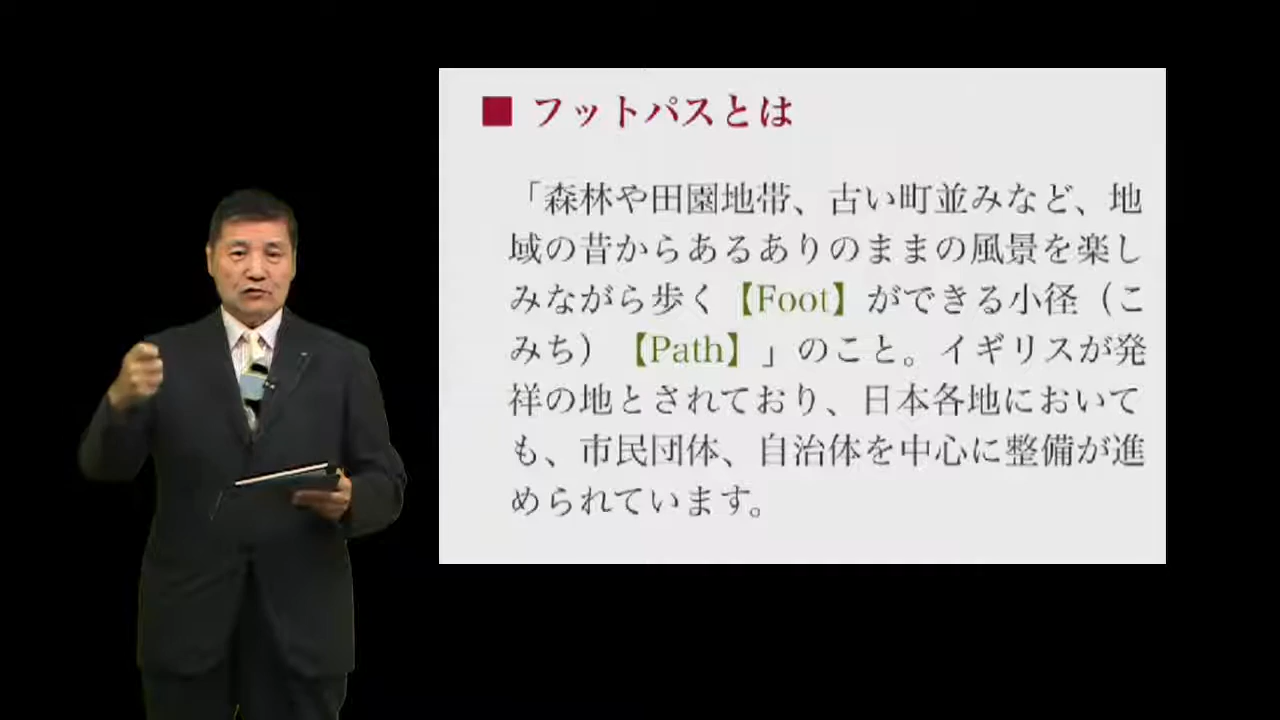 ■ フットパスとは
「森林や田園地帯、古い町並みなど、地
域の昔からあるありのままの風景を楽し
みながら歩く【Foot】ができる小径（こ
みち）【Path】」のこと。イギリスが発
祥の地とされており、日本各地において
も、市民団体、自治体を中心に整備が進
められています。